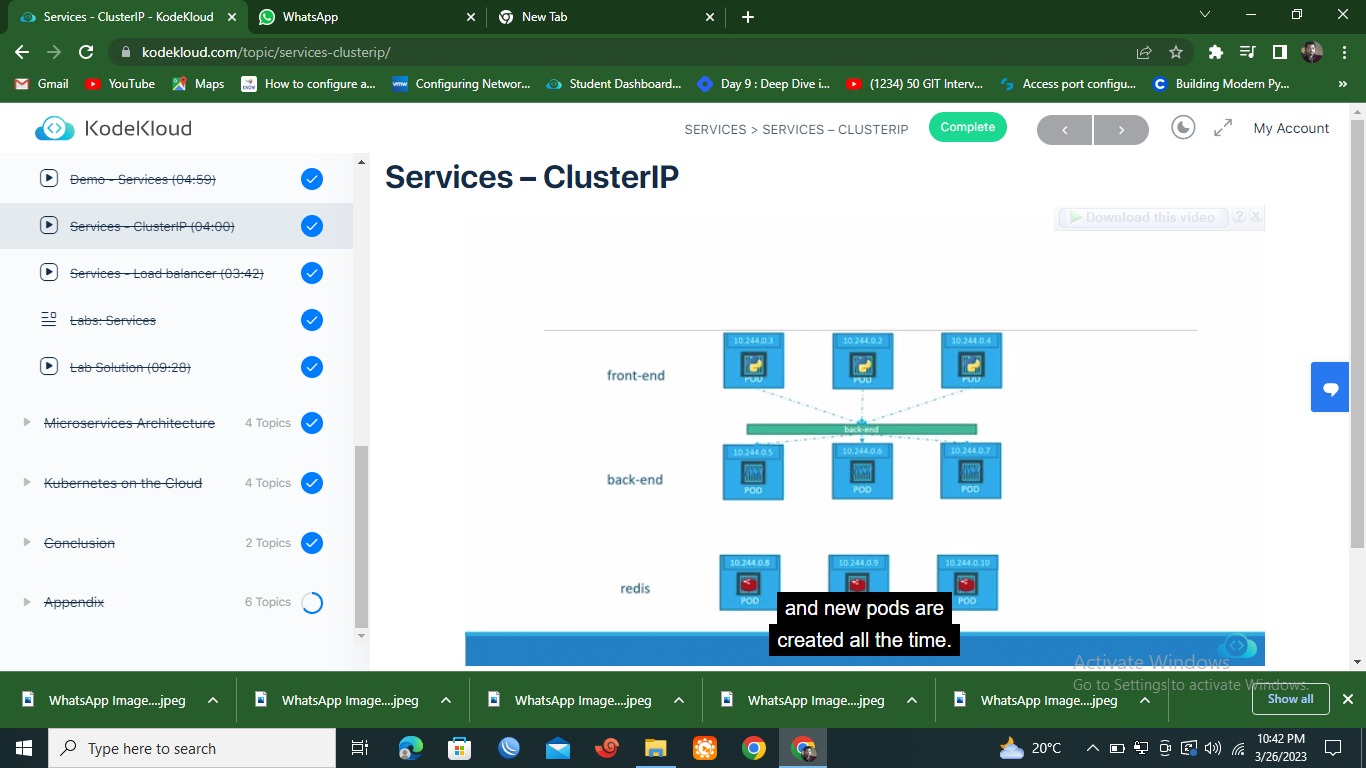 Services - ClusterIP - KodeKloud
WhatsApp
New Tab
kodekloud.com/topic/services-clusterip/
Gmail
YouTube
Maps
How to configure a...
Configuring Networ...
Student Dashboard...
Day 9 : Deep Dive i...
(1234) 50 GIT Interv...
Access port configu...
Building Modern Py...
KodeKloud
SERVICES > SERVICES – CLUSTERIP
Complete
My Account
Demo - Services (04:59)
Services - ClusterIP (04:00)
Services - Load balancer (03:42)
Labs: Services
Lab Solution (09:28)
Microservices Architecture
4 Topics
Kubernetes on the Cloud
4 Topics
Conclusion
2 Topics
Appendix
6 Topics
Services – ClusterIP
Download this video
? X
10.244.0.3
10.244.0.2
10.244.0.4
front-end
POD
POD
POD
back-end
10.244.0.5
10.244.0.6
10.244.0.7
back-end
POD
POD
POD
10.244.0.8
10.244.0.9
10.244.0.10
redis
POD
POD
and new pods are
created all the time.
Activate Windows
Go to Settings to activate Windows.
WhatsApp Image....jpeg
WhatsApp Image....jpeg
WhatsApp Image....jpeg
WhatsApp Image....jpeg
WhatsApp Image....jpeg
Show all
Type here to search
20°C
10:42 PM
3/26/2023